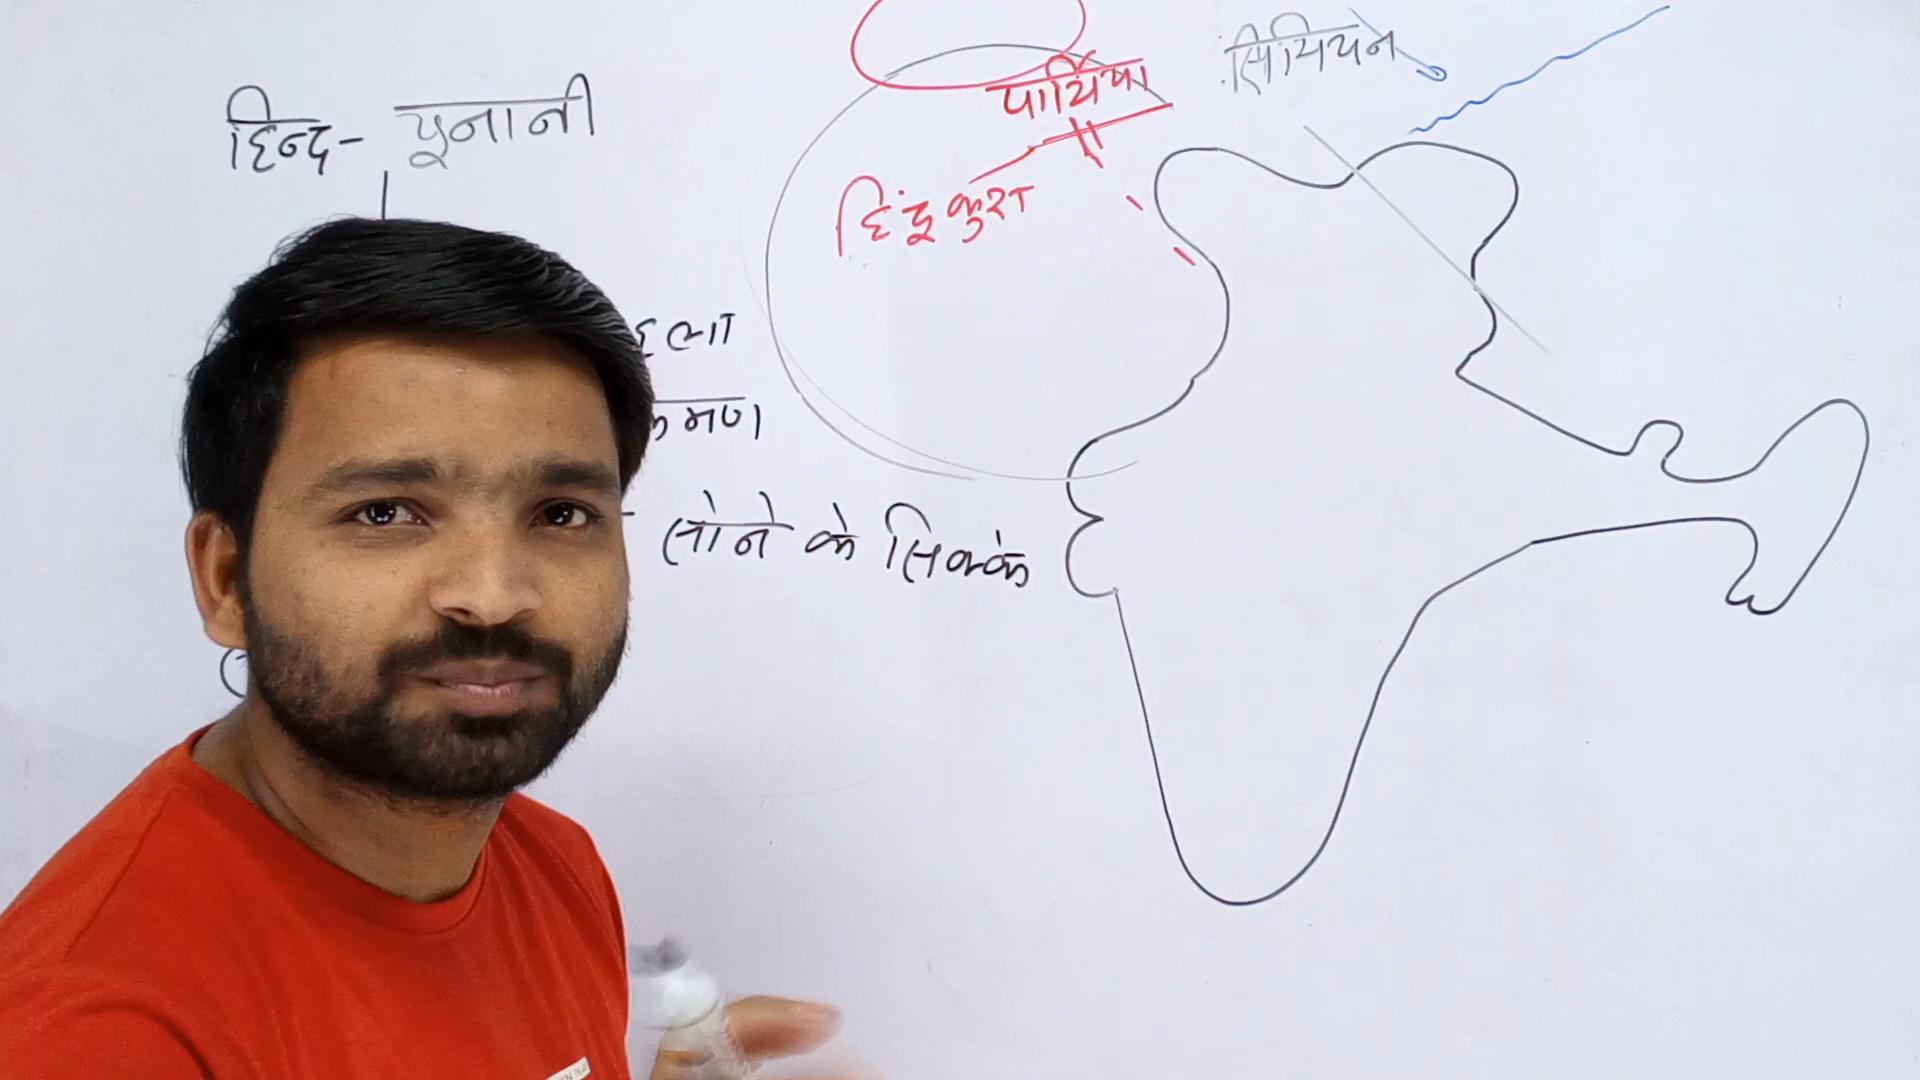 हिन्द- यूनानी
पार्थिया
सिथियन
हिंदूकुश
सोने के सिक्के